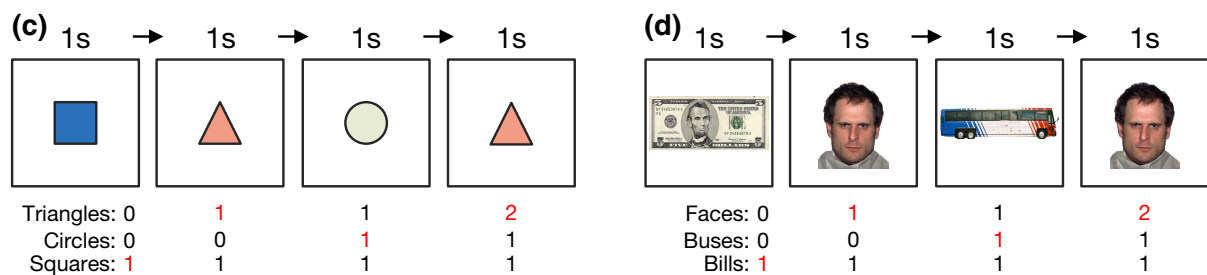 (c)
1s → 1s → 1s → 1s
Triangles: 0 1 1 2
Circles: 0 0 1 1
Squares: 1 1 1 1
(d)
1s → 1s → 1s → 1s
FIVE DOLLARS
Faces: 0 1 1 2
Buses: 0 0 1 1
Bills: 1 1 1 1